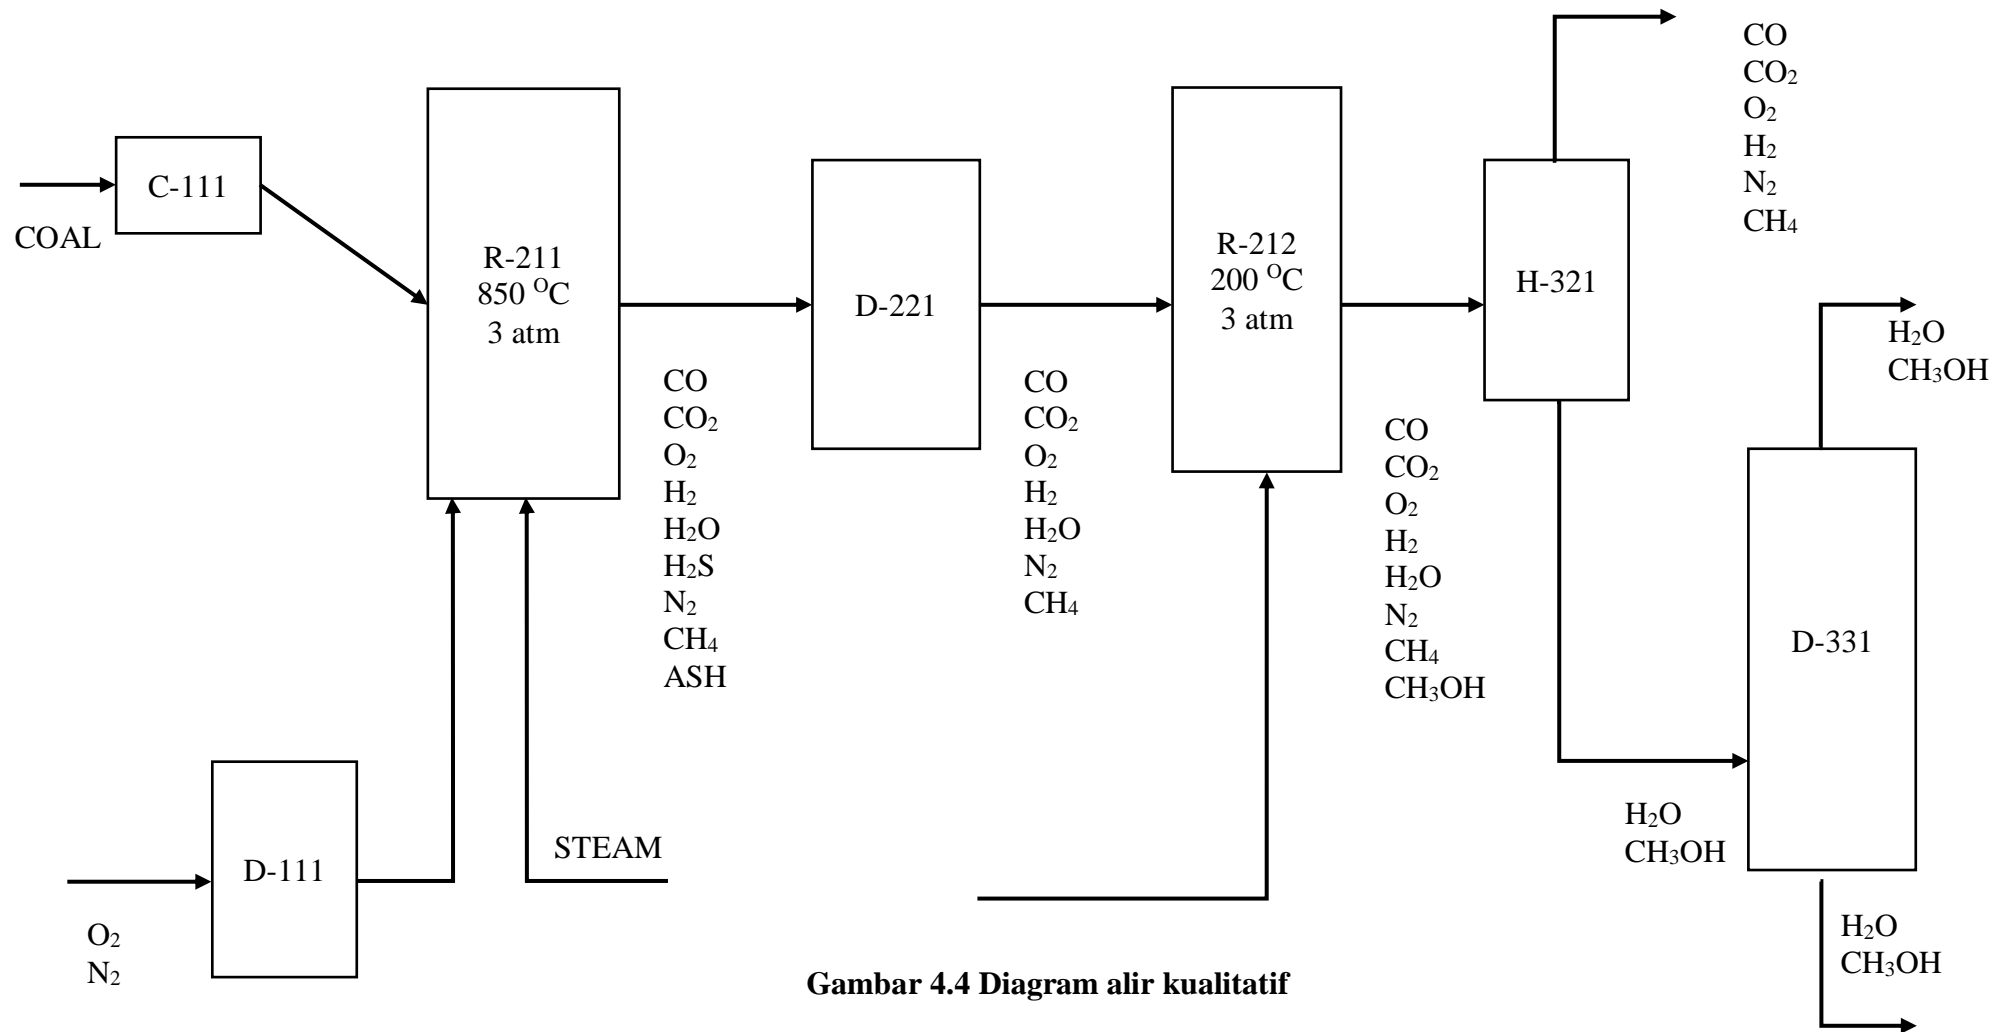 COAL
C-111
R-211
850 ᴼC
3 atm
O₂
N₂
D-111
STEAM
CO
CO₂
O₂
H₂
H₂O
H₂S
N₂
CH₄
ASH
D-221
CO
CO₂
O₂
H₂
H₂O
N₂
CH₄
R-212
200 ᴼC
3 atm
CO
CO₂
O₂
H₂
H₂O
N₂
CH₄
CH₃OH
H-321
CO
CO₂
O₂
H₂
N₂
CH₄
H₂O
CH₃OH
D-331
H₂O
CH₃OH
H₂O
CH₃OH
Gambar 4.4 Diagram alir kualitatif